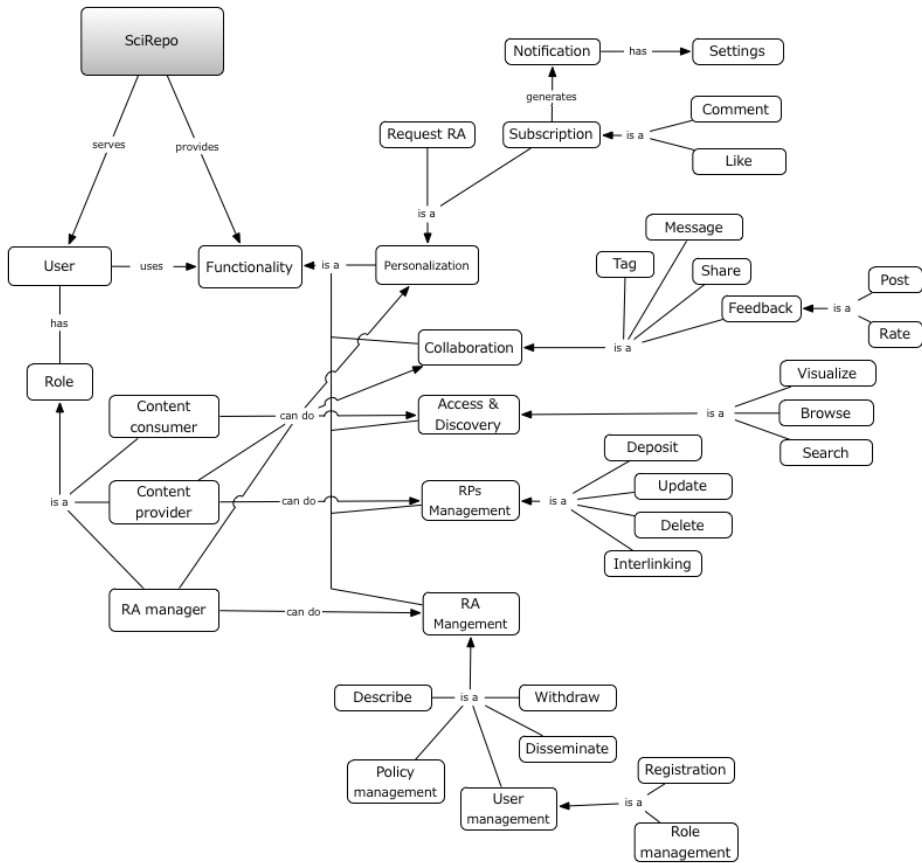 SciRepo
Notification
has
Settings
generates
Comment
Request RA
Subscription
is a
Like
serves
provides
is a
Message
User
uses
Functionality
is a
Personalization
Tag
Share
Post
Feedback
is a
Rate
has
Collaboration
is a
Role
Visualize
Content
consumer
can do
Access &
Discovery
is a
Browse
Search
Deposit
is a
Content
provider
can do
RPs
Management
is a
Update
Delete
Interlinking
RA manager
can do
RA
Mangement
Describe
is a
Withdraw
Disseminate
Policy
management
Registration
User
management
is a
Role
management